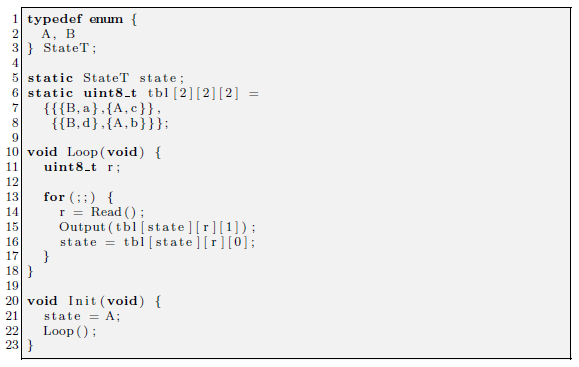 1 typedef enum {
2   A, B
3 } StateT;
4
5 static StateT state;
6 static uint8_t tbl[2][2][2] =
7   {{{B,a},{A,c}},
8    {{B,d},{A,b}}};
9
10 void Loop(void) {
11   uint8_t r;
12
13   for(;;) {
14     r = Read();
15     Output(tbl[state][r][1]);
16     state = tbl[state][r][0];
17   }
18 }
19
20 void Init(void) {
21   state = A;
22   Loop();
23 }